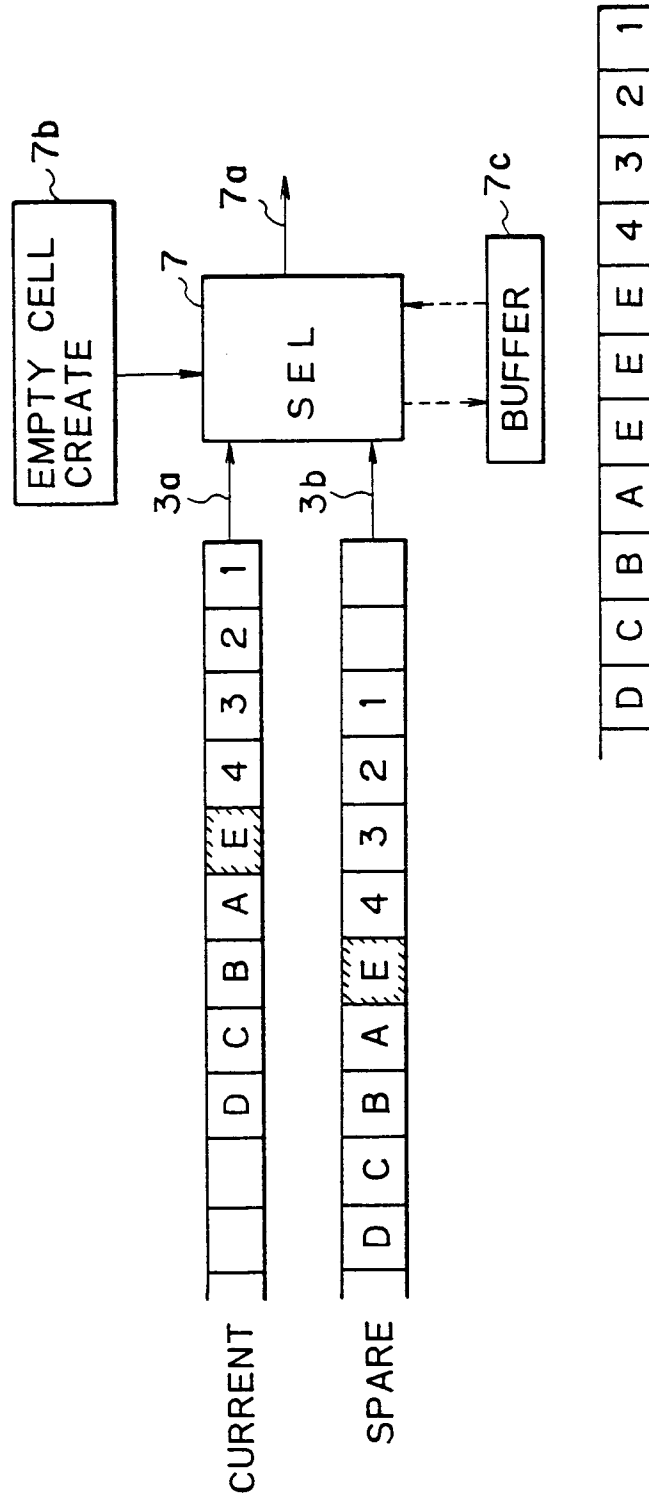 EMPTY CELL
CREATE
7b
7
7a
3a
SEL
3b
7c
BUFFER
CURRENT
D C B A E 4 3 2 1
SPARE
D C B A E 4 3 2 1
D C B A E E E 4 3 2 1